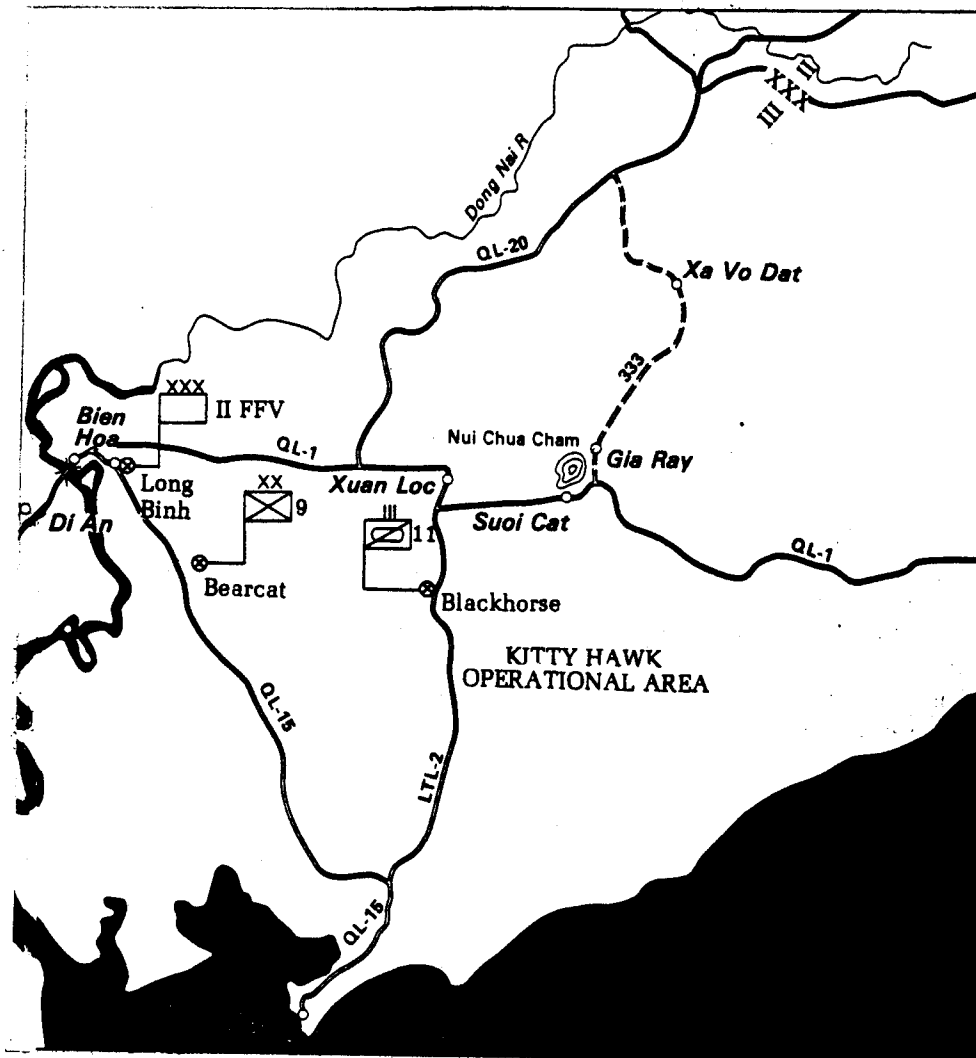 II
XXX
III
Dong Nai R
QL-20
Xa Vo Dat
333
XXX
II FFV
Bien
Hoa
QL-1
Nui Chua Cham
Gia Ray
Long
Binh
Xuan Loc
XX
9
III
11
Suoi Cat
Di An
QL-1
Bearcat
Blackhorse
KITTY HAWK
OPERATIONAL AREA
QL-15
LTL-2
QL-15